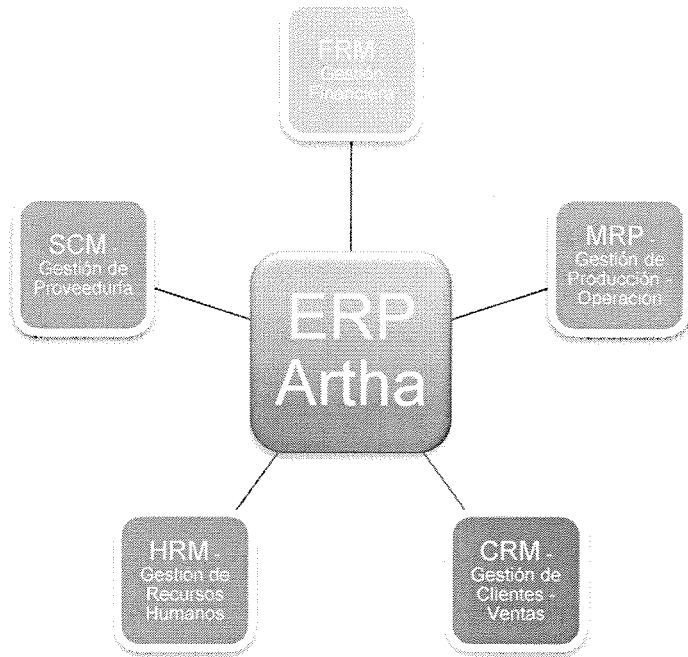 FRM -
Gestión
Financiera
SCM -
Gestión de
Proveeduría
MRP -
Gestión de
Producción -
Operación
ERP
Artha
HRM -
Gestión de
Recursos
Humanos
CRM -
Gestión de
Clientes -
Ventas